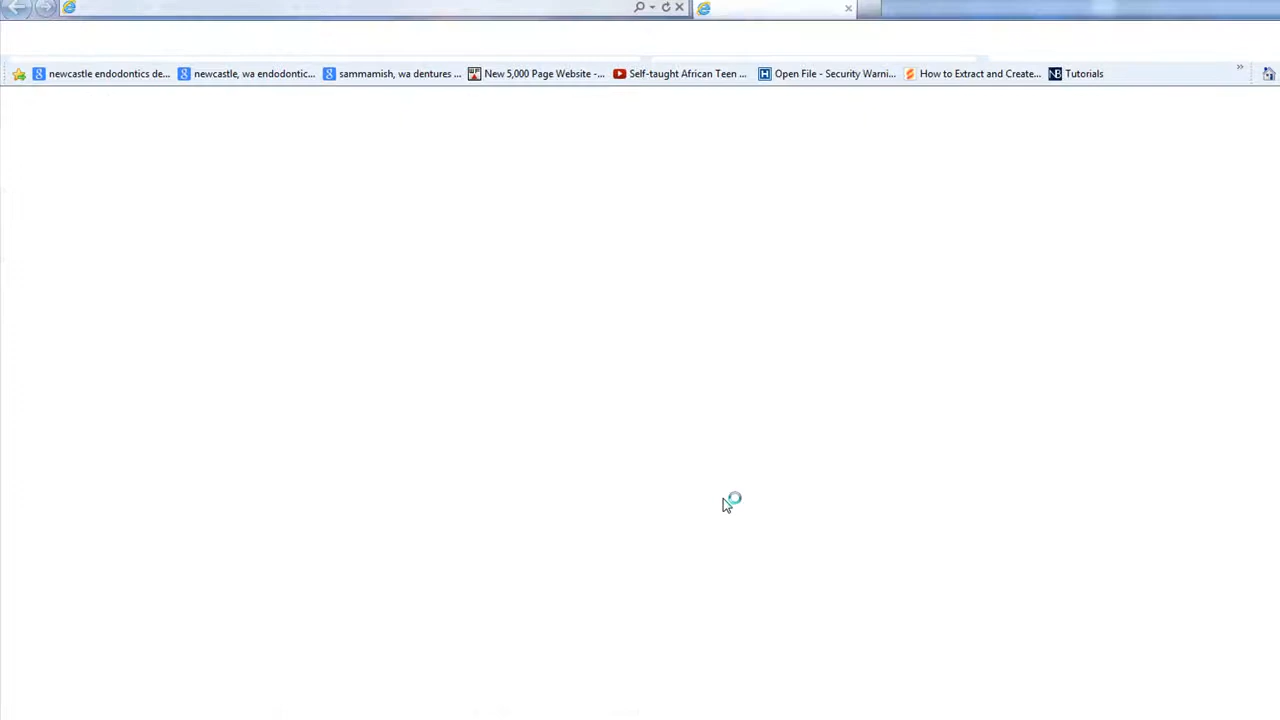 newcastle endodontics de... newcastle, wa endodontic... sammamish, wa dentures ... New 5,000 Page Website -... Self-taught African Teen ... Open File - Security Warni... How to Extract and Create... Tutorials